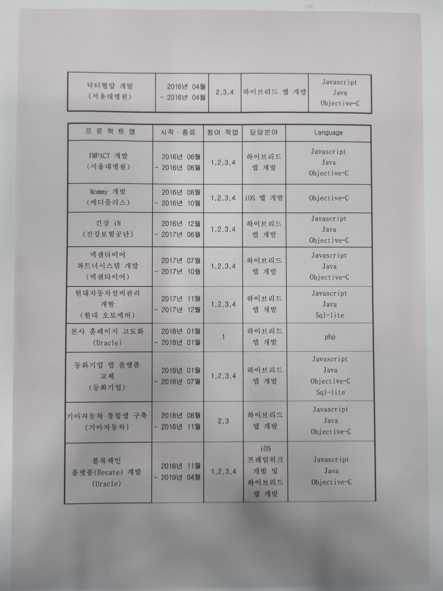 닥터혈압 개발
(서울대병원)
2016년 04월
~ 2016년 04월
2,3,4
하이브리드 앱 개발
Javascript
Java
Objective-C
프로젝트명
시작 - 종료
참여 작업
담당분야
Language
IMPACT 개발
(서울대병원)
2016년 06월
~ 2016년 08월
1,2,3,4
하이브리드
앱 개발
Javascript
Java
Objective-C
Mommy 개발
(메디플러스)
2016년 08월
~ 2016년 10월
1,2,3,4
iOS 앱 개발
Objective-C
건강 iN
(건강보험공단)
2016년 12월
~ 2017년 06월
1,2,3,4
하이브리드
앱 개발
Javascript
Java
Objective-C
넥센타이어
파트너시스템 개발
(넥센타이어)
2017년 07월
~ 2017년 10월
1,2,3,4
하이브리드
앱 개발
Javascript
Java
Objective-C
현대자동차정비관리
개발
(현대 오토에버)
2017년 11월
~ 2017년 12월
1,2,3,4
하이브리드
앱 개발
Javascript
Java
Sql-lite
본사 홈페이지 고도화
(Uracle)
2018년 01월
~ 2018년 01월
1
하이브리드
앱 개발
php
동화기업 앱 플랫폼
교체
(동화기업)
2018년 01월
~ 2018년 07월
1,2,3,4
하이브리드
앱 개발
Javascript
Java
Objective-C
Sql-lite
기아자동차 통합앱 구축
(기아자동차)
2018년 08월
~ 2018년 11월
2,3
하이브리드
앱 개발
Javascript
Java
Objective-C
블록체인
플랫폼(Hecate) 개발
(Uracle)
2018년 11월
~ 2019년 04월
1,2,3,4
iOS
프레임워크
개발 및
하이브리드
앱 개발
Javascript
Java
Objective-C